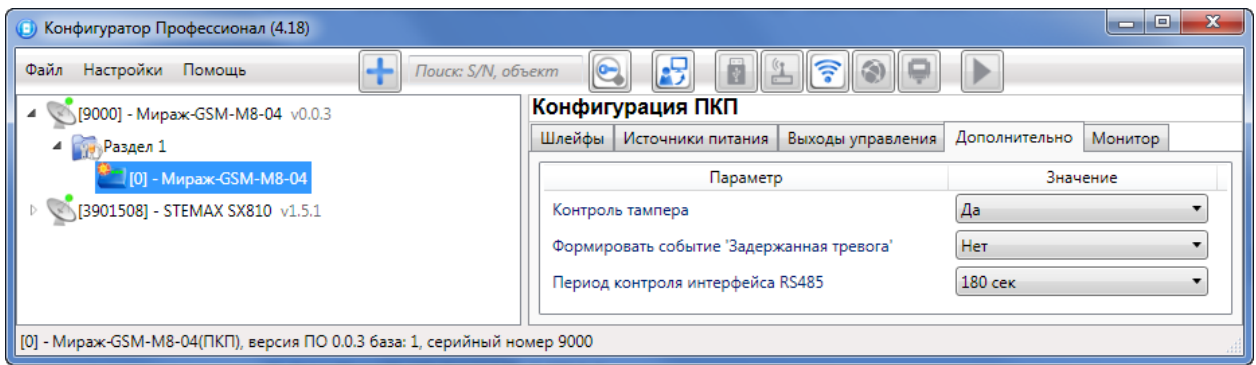 Конфигуратор Профессионал (4.18)
Файл Настройки Помощь Поиск: S/N, объект
[9000] - Мираж-GSM-M8-04 v0.0.3
Раздел 1
[0] - Мираж-GSM-M8-04
[3901508] - STEMAX SX810 v1.5.1
Конфигурация ПКП
Шлейфы Источники питания Выходы управления Дополнительно Монитор
Параметр Значение
Контроль тампера Да
Формировать событие 'Задержанная тревога' Нет
Период контроля интерфейса RS485 180 сек
[0] - Мираж-GSM-M8-04(ПКП), версия ПО 0.0.3 база: 1, серийный номер 9000